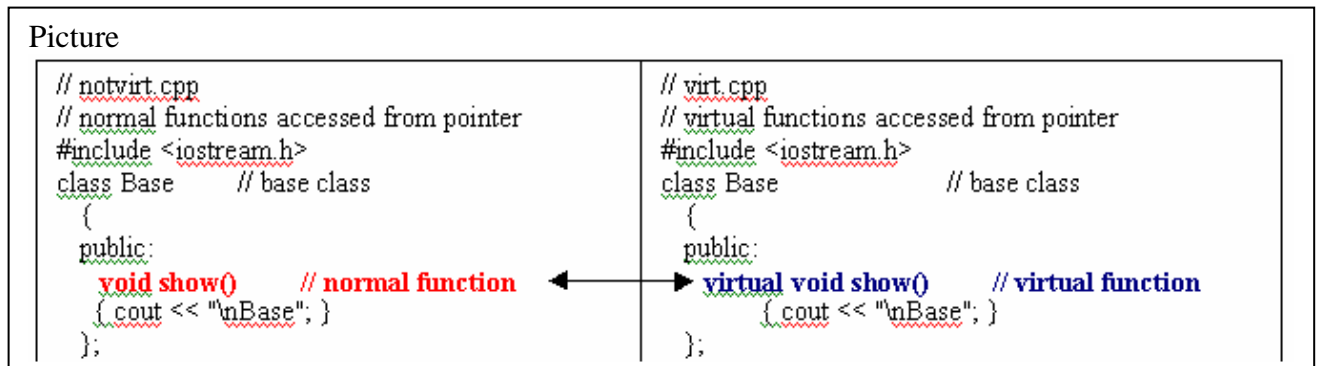 Picture
// notvirt.cpp
// normal functions accessed from pointer
#include <iostream.h>
class Base // base class
{
public:
void show() // normal function
{ cout << "\nBase"; }
};
// virt.cpp
// virtual functions accessed from pointer
#include <iostream.h>
class Base // base class
{
public:
virtual void show() // virtual function
{ cout << "\nBase"; }
};